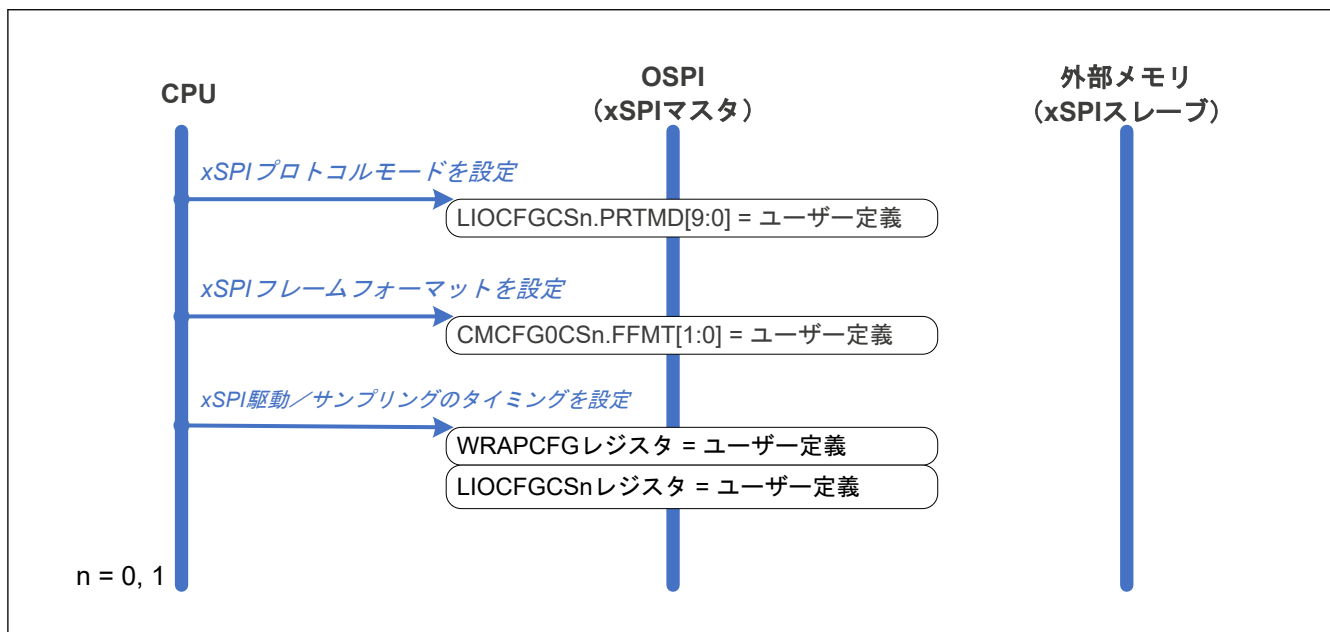 CPU
OSPI
（xSPIマスタ）
外部メモリ
（xSPIスレーブ）
xSPIプロトコルモードを設定
LIOCFGCSn.PRTMD[9:0] = ユーザー定義
xSPIフレームフォーマットを設定
CMCFG0CSn.FFMT[1:0] = ユーザー定義
xSPI駆動／サンプリングのタイミングを設定
WRAPCFGレジスタ = ユーザー定義
LIOCFGCSnレジスタ = ユーザー定義
n = 0, 1